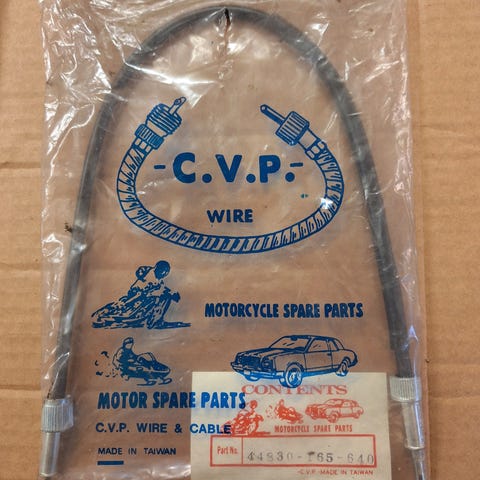 -C.V.P.-
WIRE
MOTORCYCLE SPARE PARTS
MOTOR SPARE PARTS
C.V.P. WIRE & CABLE
MADE IN TAIWAN
CONTENTS
MOTORCYCLE SPARE PARTS
Part No. 44830-165-640
-C.V.P.-MADE IN TAIWAN